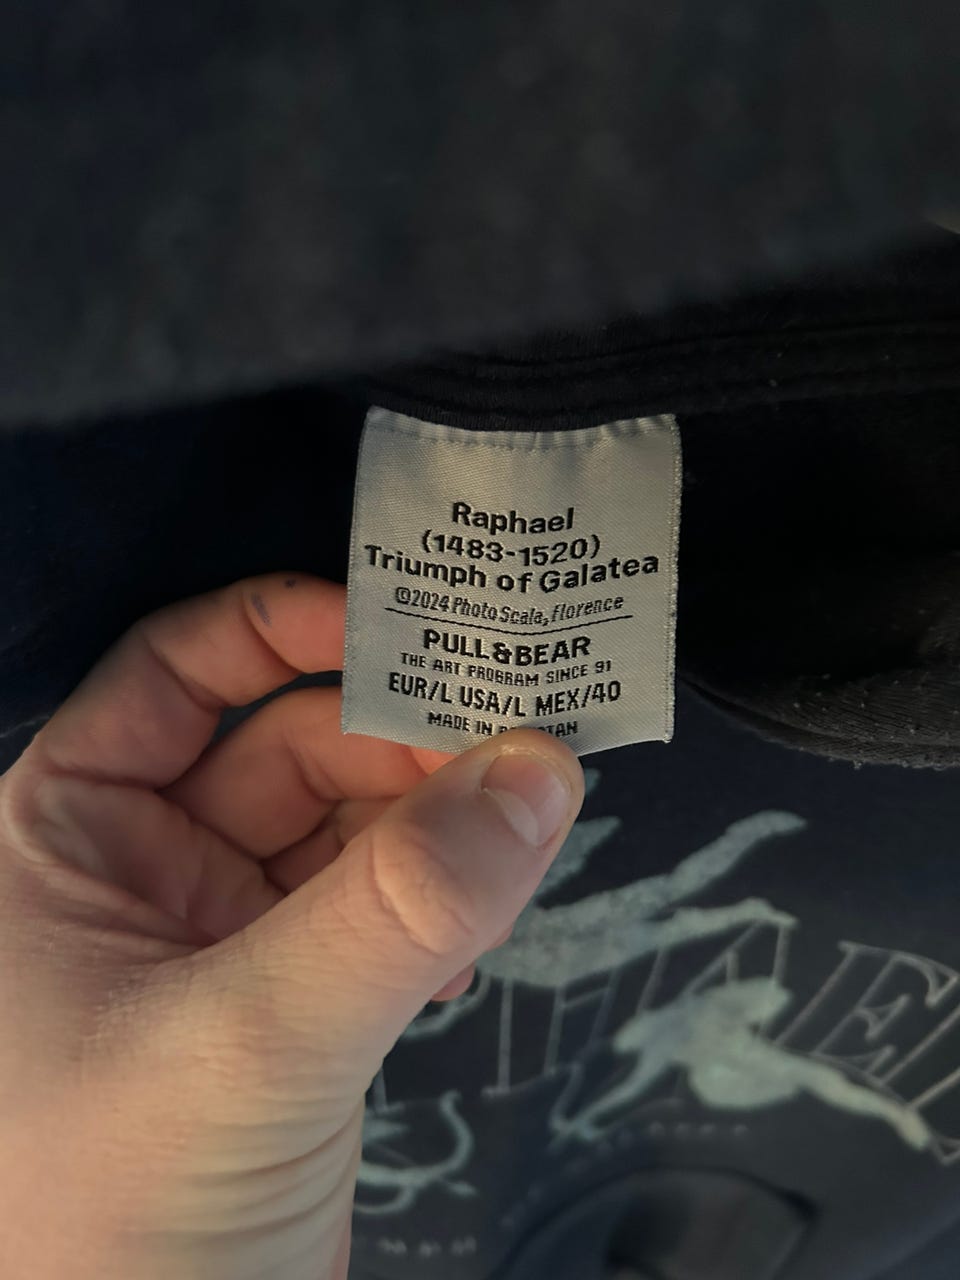 Raphael
(1483-1520)
Triumph of Galatea
©2024 Photo Scala, Florence
PULL&BEAR
THE ART PROGRAM SINCE 91
EUR/L USA/L MEX/40
MADE IN